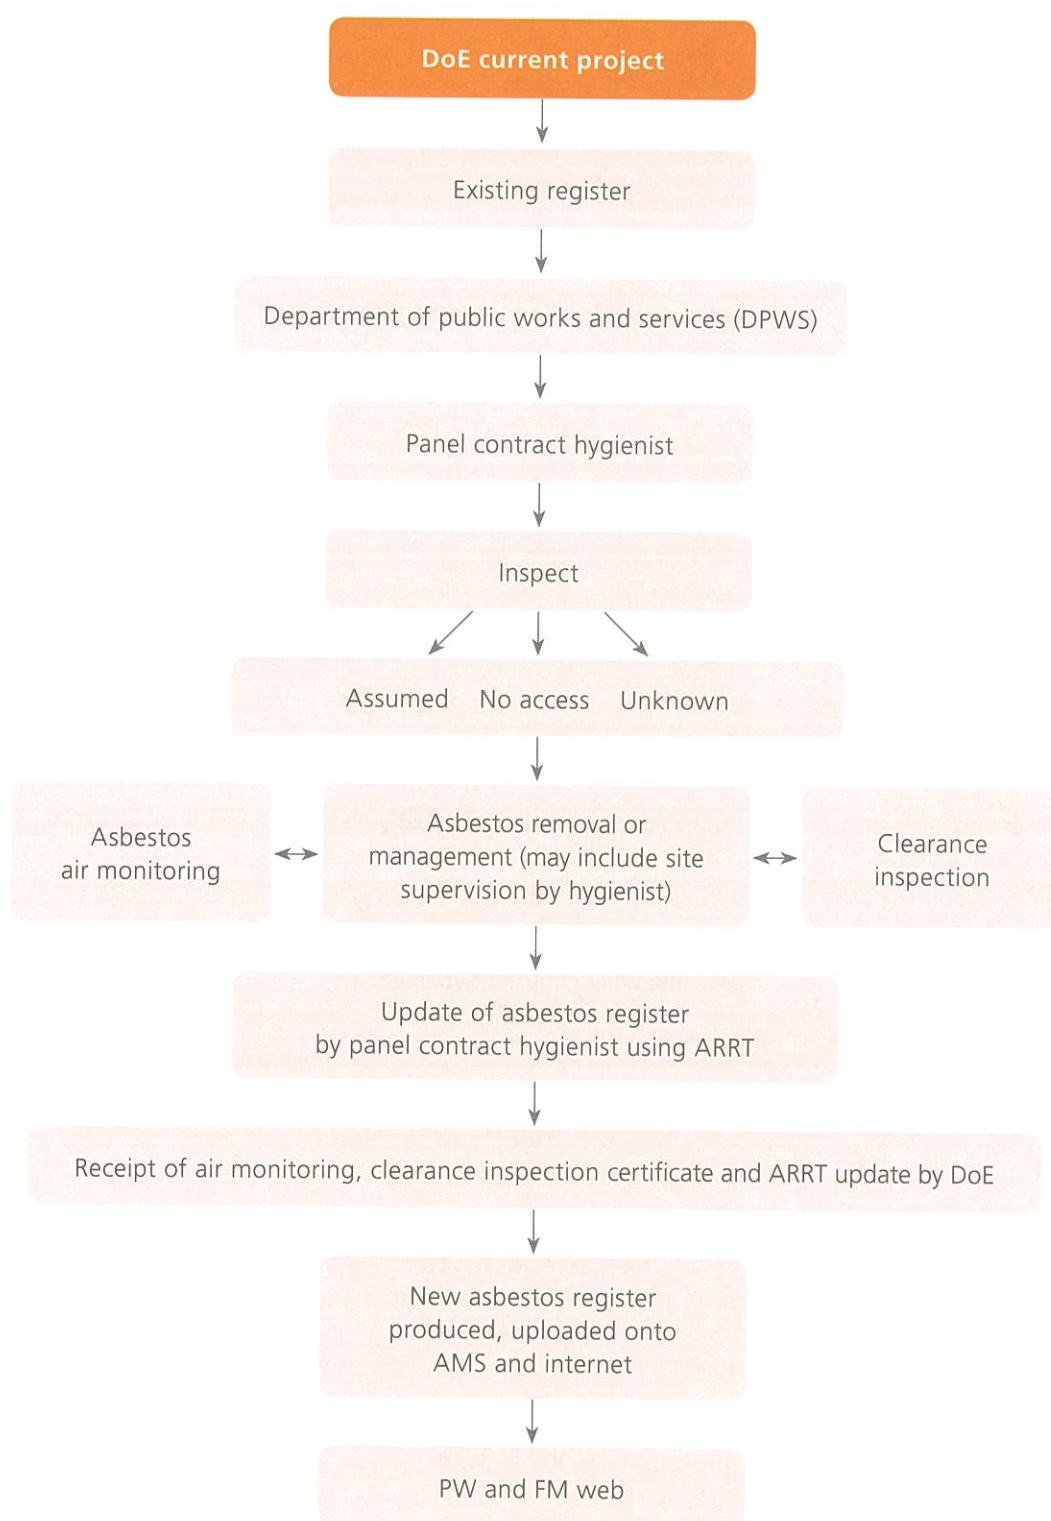 DoE current project
Existing register
Department of public works and services (DPWS)
Panel contract hygienist
Inspect
Assumed No access Unknown
Asbestos
air monitoring
Asbestos removal or
management (may include site
supervision by hygienist)
Clearance
inspection
Update of asbestos register
by panel contract hygienist using ARRT
Receipt of air monitoring, clearance inspection certificate and ARRT update by DoE
New asbestos register
produced, uploaded onto
AMS and internet
PW and FM web